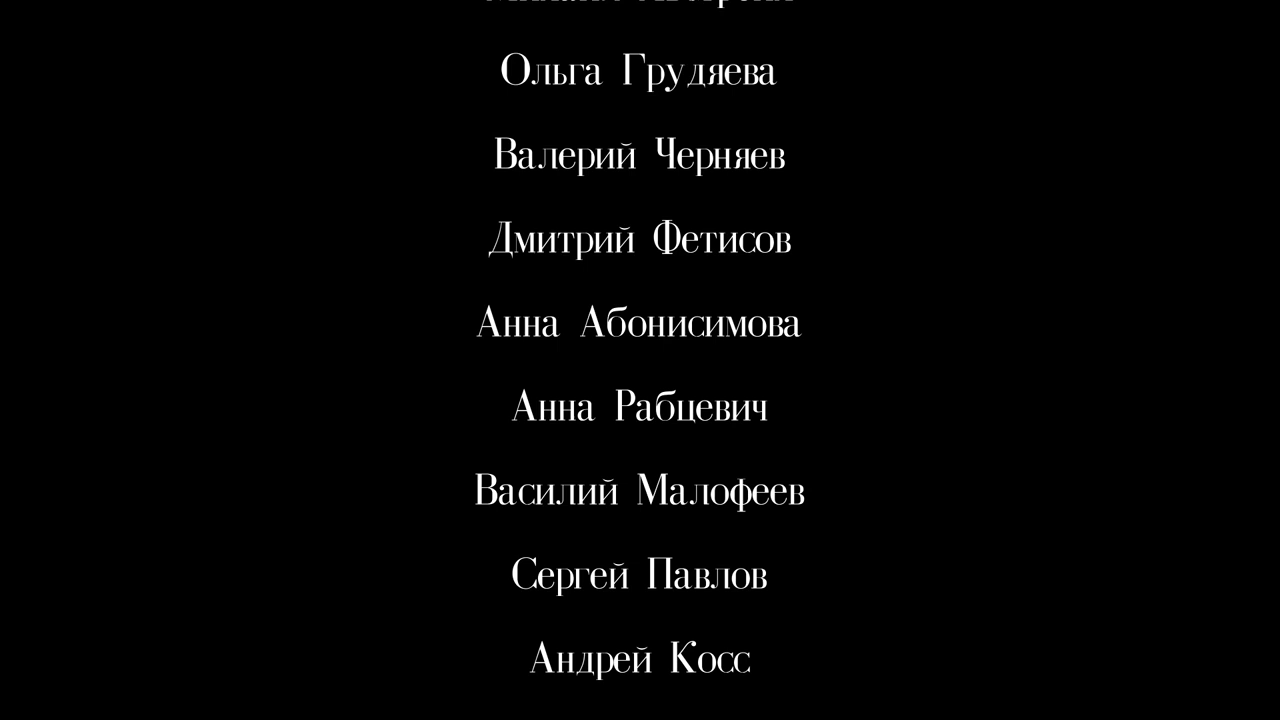 Ольга Грудяева
Валерий Черняев
Дмитрий Фетисов
Анна Абонисимова
Анна Рабцевич
Василий Малофеев
Сергей Павлов
Андрей Косс